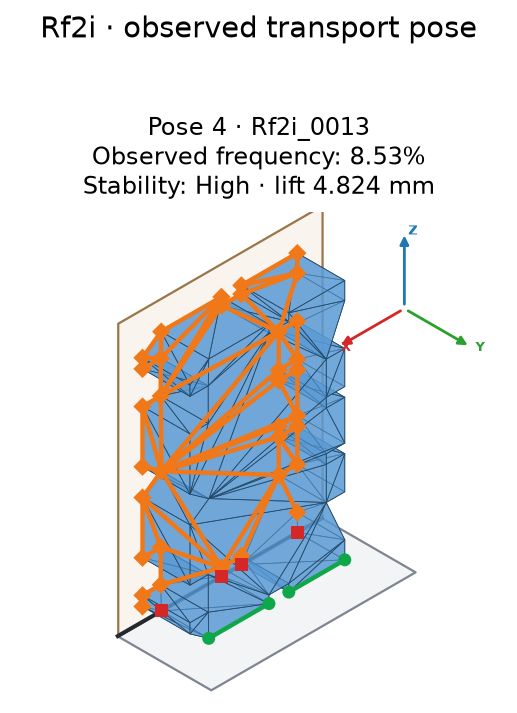 Rf2i · observed transport pose
Pose 4 · Rf2i_0013
Observed frequency: 8.53%
Stability: High · lift 4.824 mm
Z
X
Y